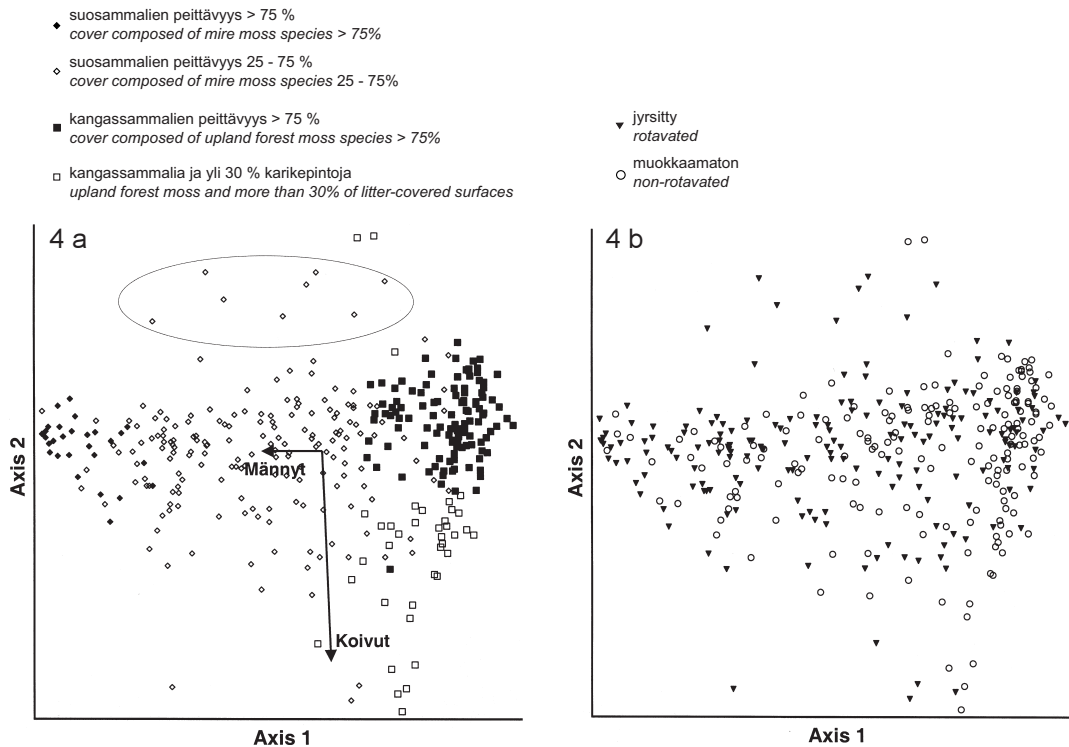 suosammalien peittävyys > 75 %
cover composed of mire moss species > 75%
suosammalien peittävyys 25 - 75 %
cover composed of mire moss species 25 - 75%
kangassammalien peittävyys > 75 %
cover composed of upland forest moss species > 75%
kangassammalia ja yli 30 % karikepintoja
upland forest moss and more than 30% of litter-covered surfaces
jyrsitty
rotavated
muokkaamaton
non-rotavated
4 a
Männyt
Koivut
Axis 2
Axis 1
4 b
Axis 2
Axis 1